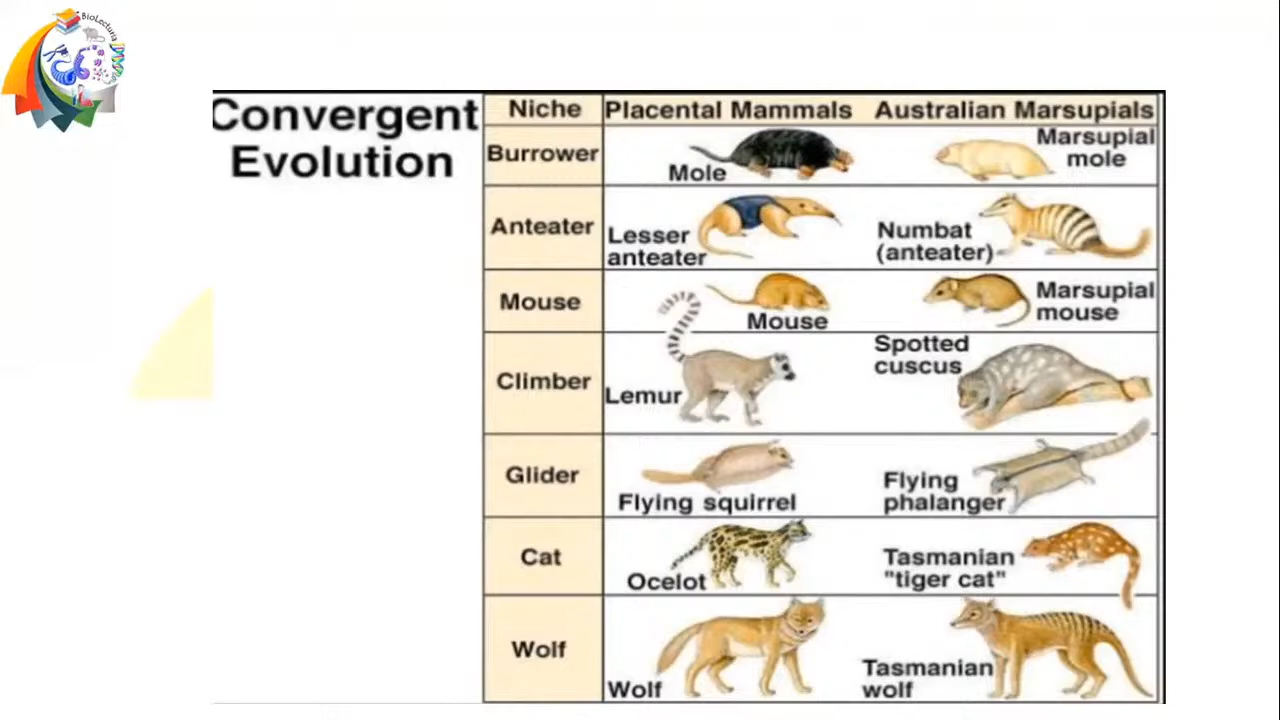 BioLecturia
Convergent
Evolution
Niche Placental Mammals Australian Marsupials
Burrower
Mole
Marsupial
mole
Anteater
Lesser
anteater
Numbat
(anteater)
Mouse
Mouse
Marsupial
mouse
Climber
Lemur
Spotted
cuscus
Glider
Flying squirrel
Flying
phalanger
Cat
Ocelot
Tasmanian
"tiger cat"
Wolf
Wolf
Tasmanian
wolf